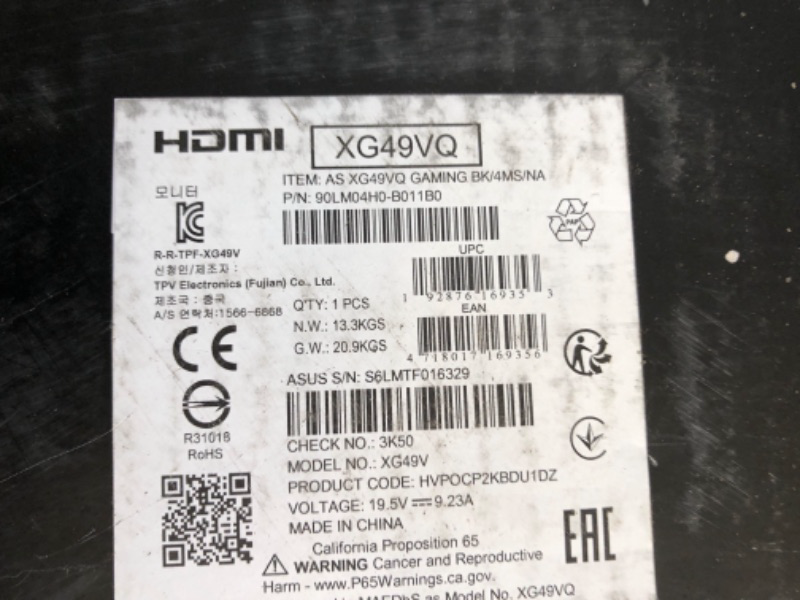 HDMI
XG49VQ
ITEM: AS XG49VQ GAMING BK/4MS/NA
P/N: 90LM04H0-B011B0
모니터
R-R-TPF-XG49V
신청인/제조자 :
TPV Electronics (Fujian) Co., Ltd.
제조국 : 중국
A/S 연락처:1566-6868
PAP
UPC
1 92876 16935 3
EAN
4 718017 169356
Q'TY: 1 PCS
N.W.: 13.3KGS
G.W.: 20.9KGS
CE
R31018
RoHS
ASUS S/N: S6LMTF016329
CHECK NO.: 3K50
MODEL NO.: XG49V
PRODUCT CODE: HVPOCP2KBDU1DZ
VOLTAGE: 19.5V⎓9.23A
MADE IN CHINA
EAC
California Proposition 65
WARNING Cancer and Reproductive
Harm - www.P65Warnings.ca.gov.
as Model No. XG49VQ